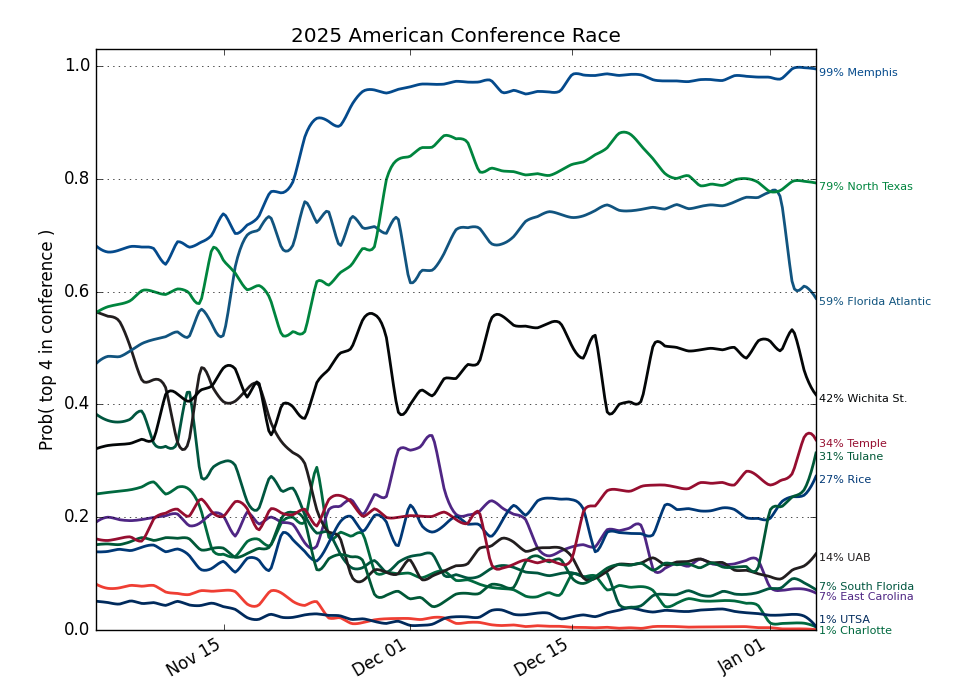 2025 American Conference Race
1.0
0.8
0.6
0.4
0.2
0.0
Prob( top 4 in conference )
Nov 15
Dec 01
Dec 15
Jan 01
99% Memphis
79% North Texas
59% Florida Atlantic
42% Wichita St.
34% Temple
31% Tulane
27% Rice
14% UAB
7% South Florida
7% East Carolina
1% UTSA
1% Charlotte